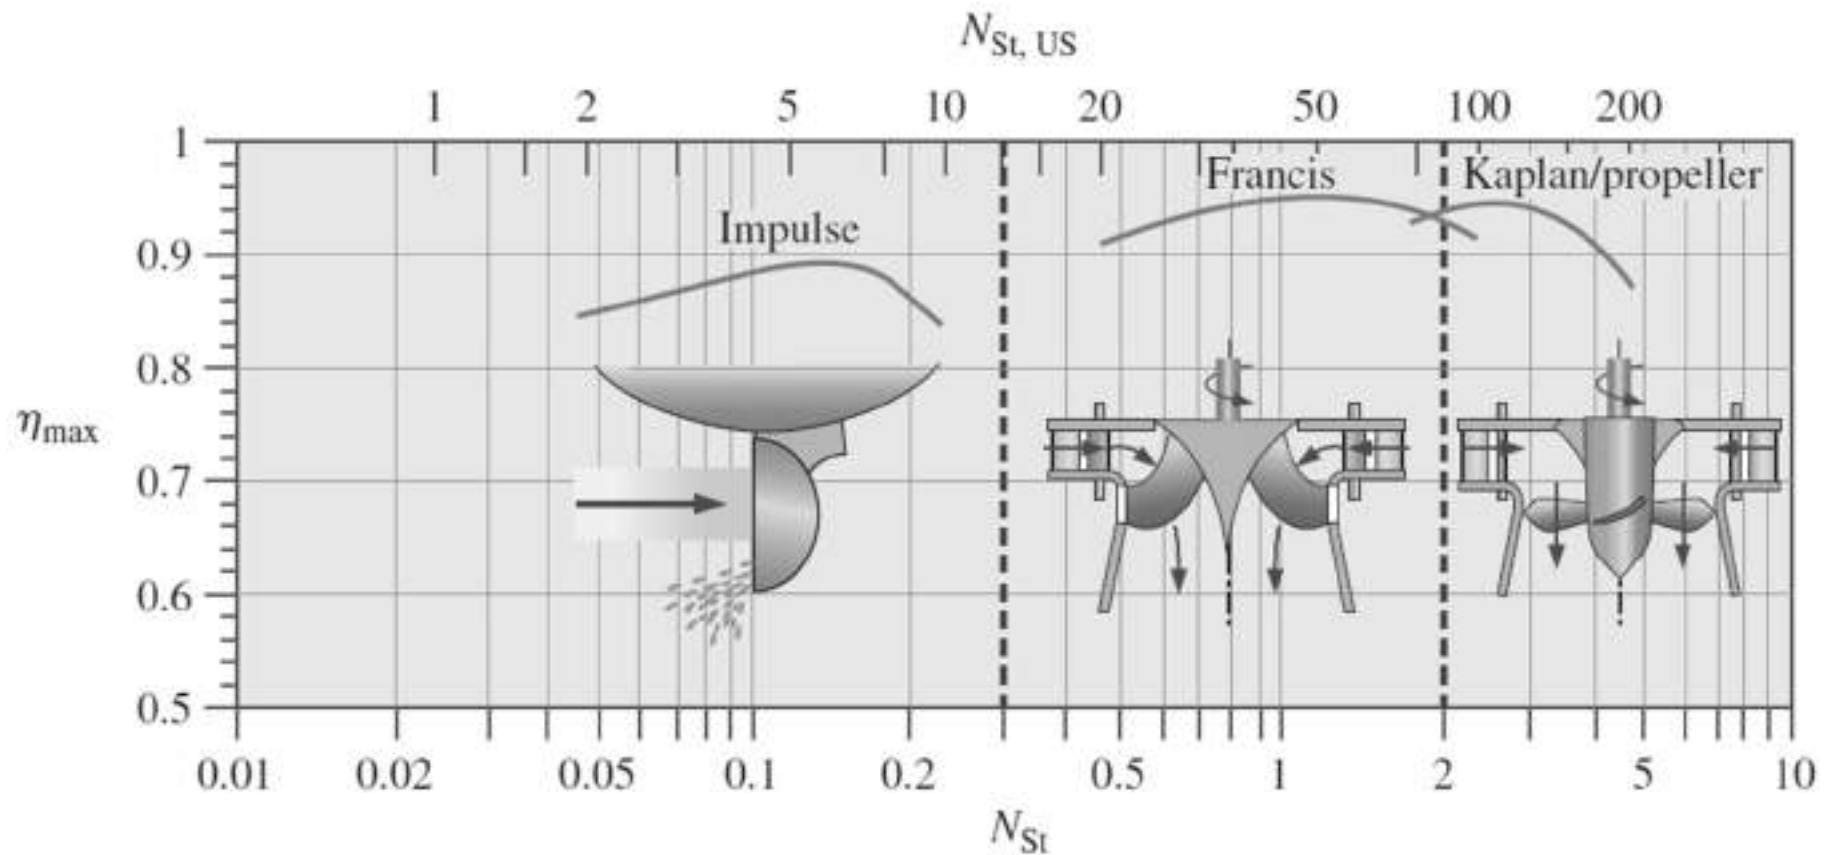 N_St, US
1 2 5 10 20 50 100 200
1
Francis Kaplan/propeller
Impulse
0.9
0.8
η_max
0.7
0.6
0.5
0.01 0.02 0.05 0.1 0.2 0.5 1 2 5 10
N_St